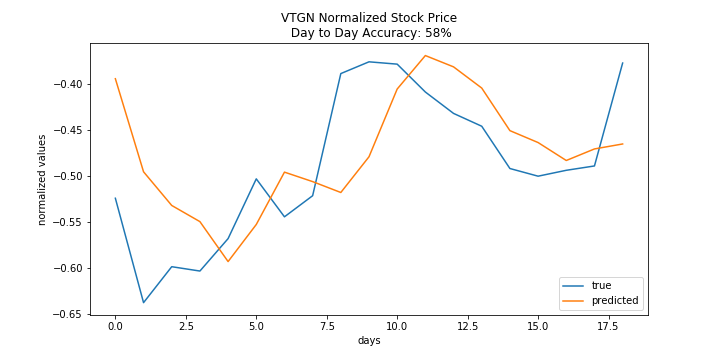 VTGN Normalized Stock Price
Day to Day Accuracy: 58%
normalized values
−0.40
−0.45
−0.50
−0.55
−0.60
−0.65
0.0 2.5 5.0 7.5 10.0 12.5 15.0 17.5
days
true
predicted